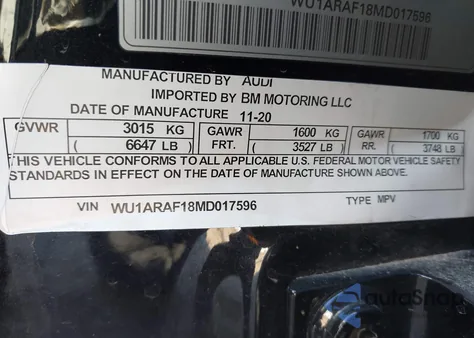 WU1ARAF18MD017596
MANUFACTURED BY AUDI
IMPORTED BY BM MOTORING LLC
DATE OF MANUFACTURE 11-20
GVWR 3015 KG GAWR 1600 KG GAWR 1700 KG
( 6647 LB ) FRT. ( 3527 LB ) RR. ( 3748 LB )
THIS VEHICLE CONFORMS TO ALL APPLICABLE U.S. FEDERAL MOTOR VEHICLE SAFETY
STANDARDS IN EFFECT ON THE DATE OF MANUFACTURE SHOWN ABOVE.
VIN WU1ARAF18MD017596 TYPE MPV
autoSnap